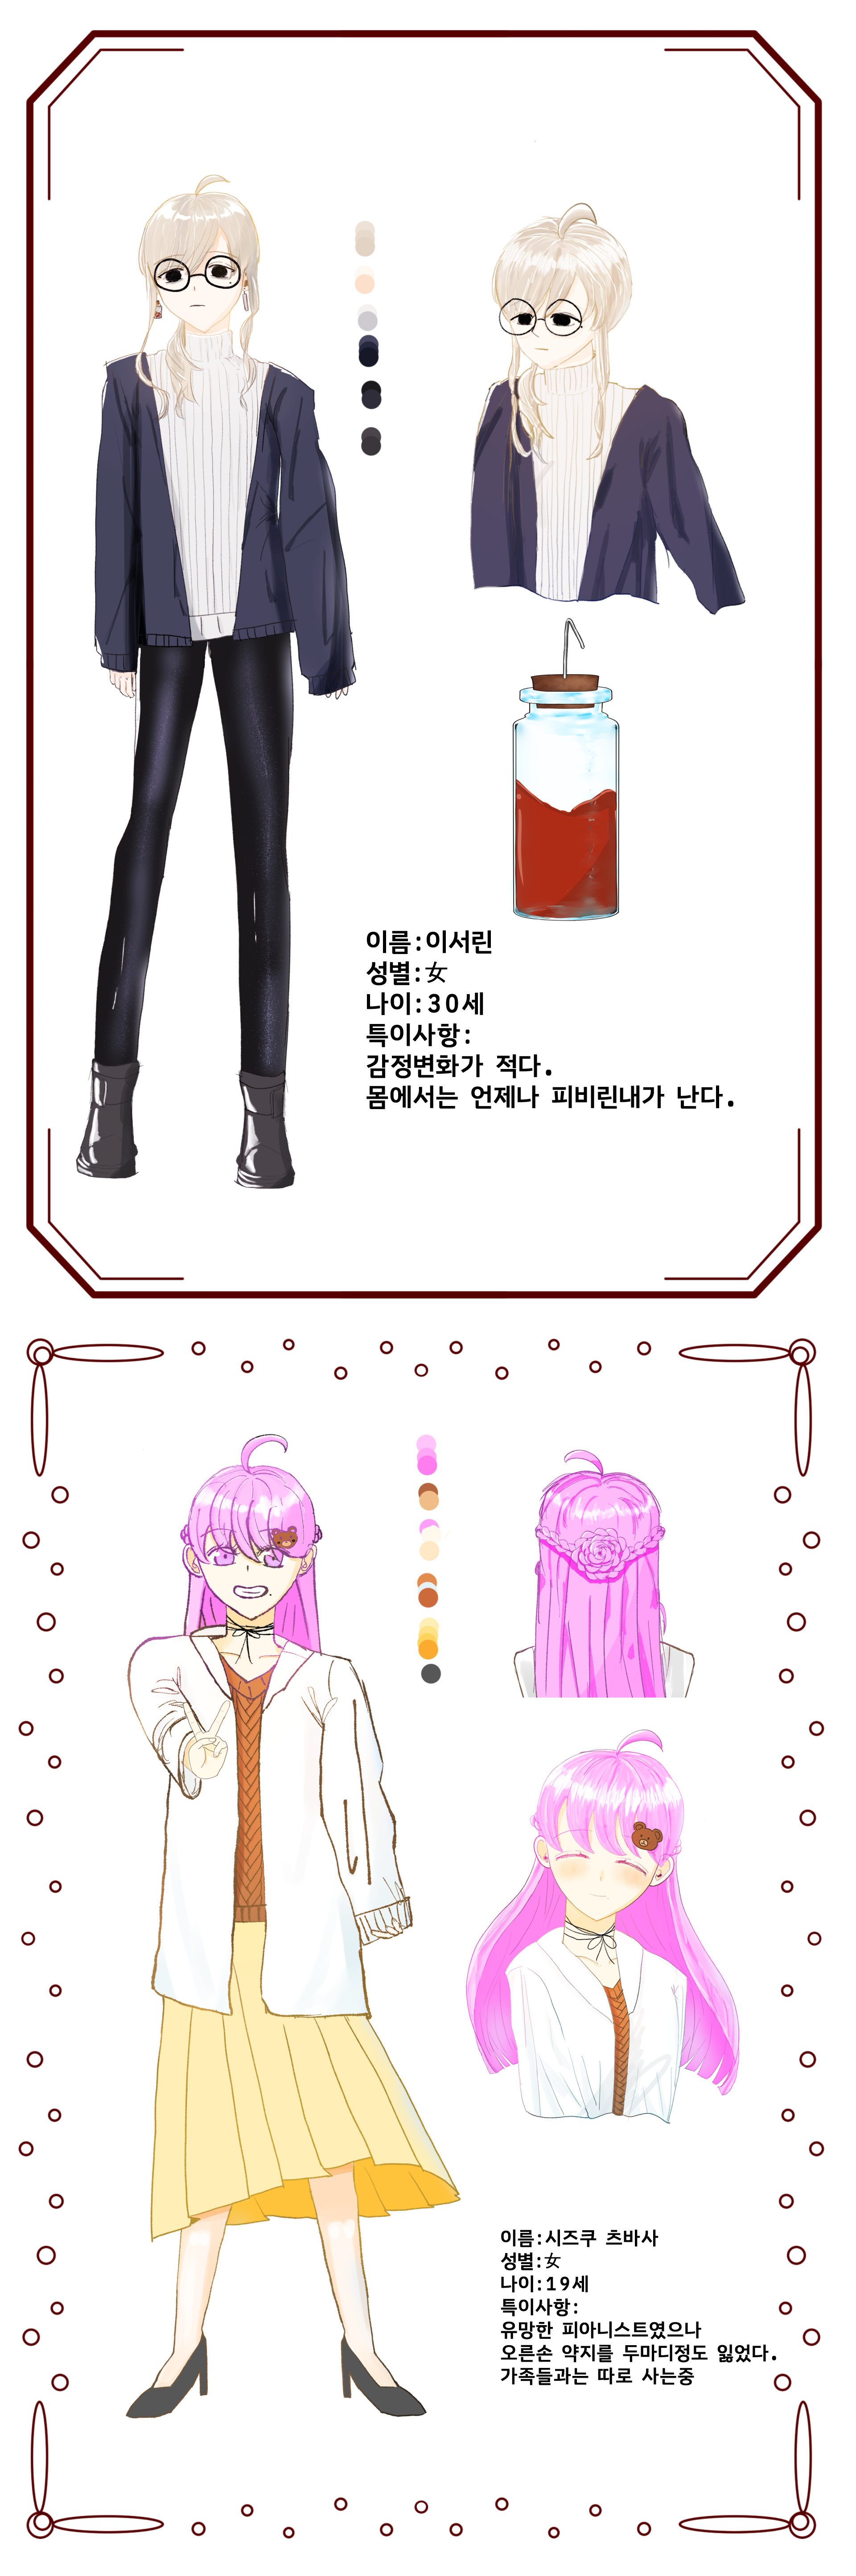 이름:이서린
성별:女
나이:30세
특이사항:
감정변화가 적다.
몸에서는 언제나 피비린내가 난다.
이름:시즈쿠 츠바사
성별:女
나이:19세
특이사항:
유망한 피아니스트였으나
오른손 약지를 두마디정도 잃었다.
가족들과는 따로 사는중